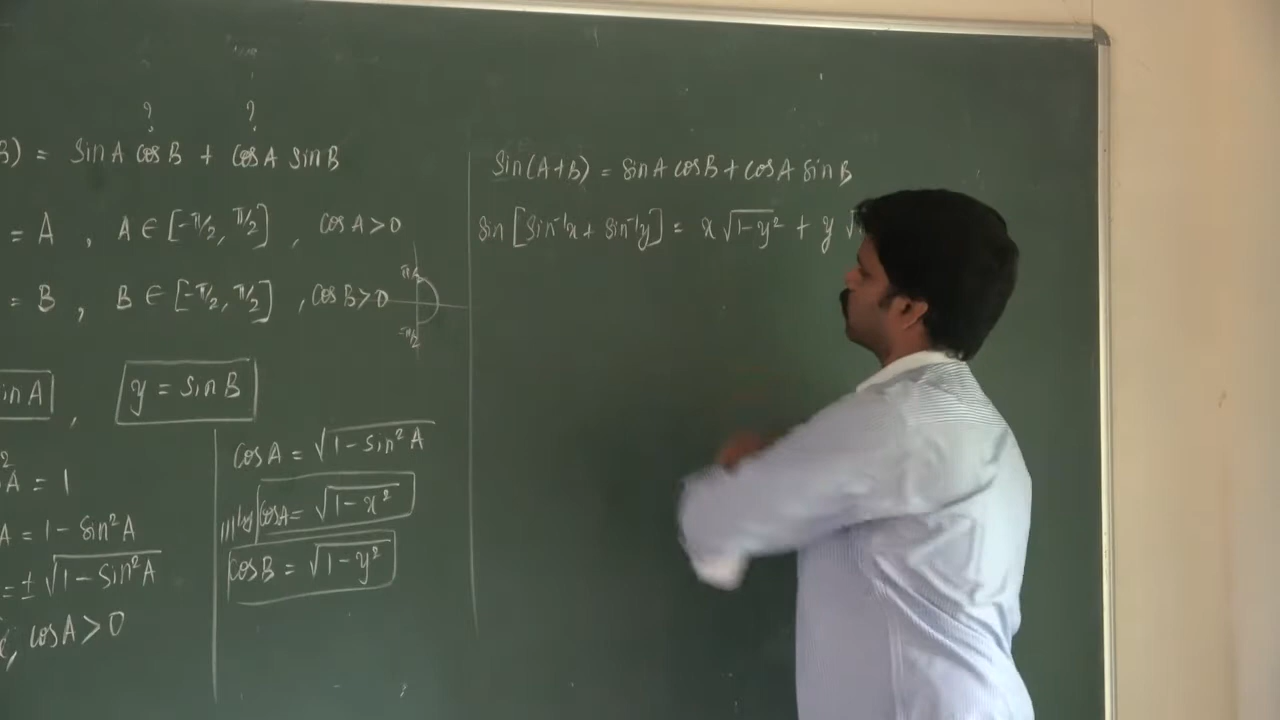 ? ?
B) = Sin A cos B + cos A sin B
= A , A ∈ [-π/2, π/2] , cos A > 0
= B , B ∈ [-π/2, π/2] , cos B > 0
π/2
-π/2
in A , y = sin B
2
A = 1
A = 1 - Sin²A
= ± √1 - Sin²A
, cos A > 0
cos A = √1 - sin² A
lllly cos A = √1 - x²
cos B = √1 - y²
Sin(A+B) = Sin A cos B + cos A Sin B
Sin [Sin⁻¹x + Sin⁻¹y] = x √1-y² + y √